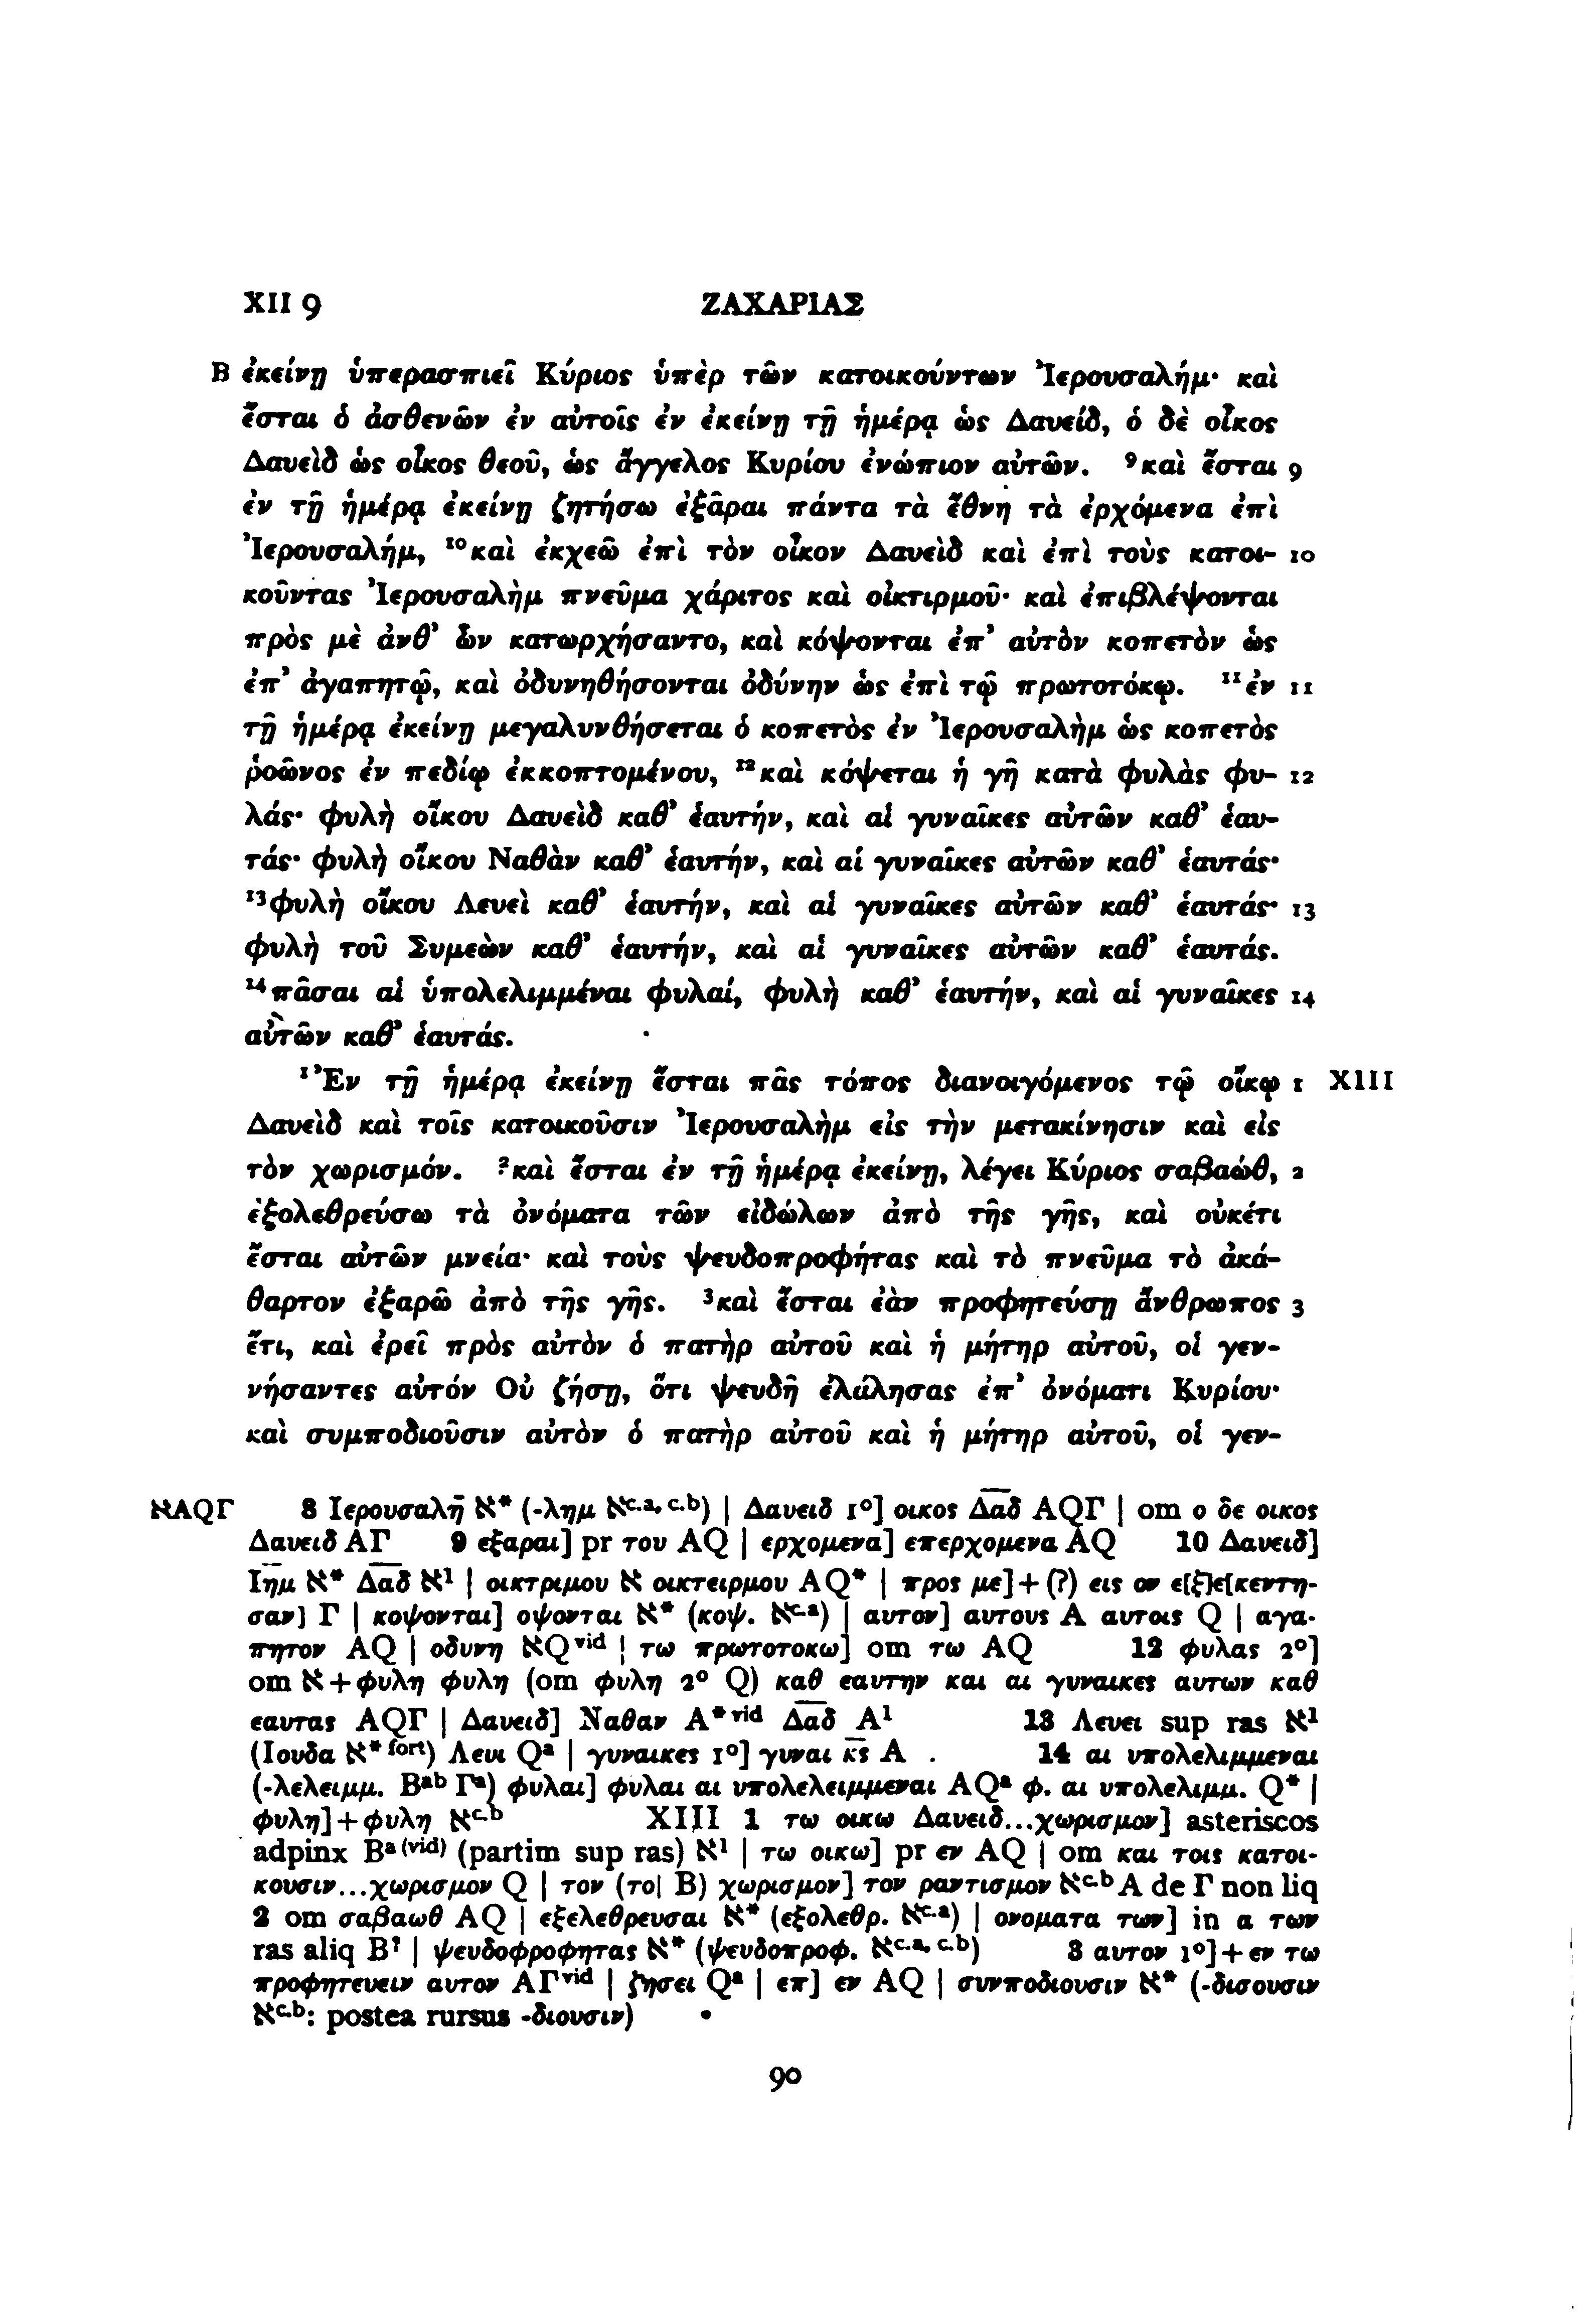 XII 9 ΖΑΧΑΡΙΑΣ
B ἐκείνῃ ὑπερασπιεῖ Κύριος ὑπὲρ τῶν κατοικούντων Ἰερουσαλήμ· καὶ
ἔσται ὁ ἀσθενῶν ἐν αὐτοῖς ἐν ἐκείνῃ τῇ ἡμέρᾳ ὡς Δαυείδ, ὁ δὲ οἶκος
Δαυεὶδ ὡς οἶκος θεοῦ, ὡς ἄγγελος Κυρίου ἐνώπιον αὐτῶν. ⁹καὶ ἔσται 9
ἐν τῇ ἡμέρᾳ ἐκείνῃ ζητήσω ἐξᾶραι πάντα τὰ ἔθνη τὰ ἐρχόμενα ἐπὶ
Ἰερουσαλήμ, ¹⁰καὶ ἐκχεῶ ἐπὶ τὸν οἶκον Δαυεὶδ καὶ ἐπὶ τοὺς κατοι- 10
κοῦντας Ἰερουσαλὴμ πνεῦμα χάριτος καὶ οἰκτιρμοῦ· καὶ ἐπιβλέψονται
πρὸς μὲ ἀνθ’ ὧν κατωρχήσαντο, καὶ κόψονται ἐπ’ αὐτὸν κοπετὸν ὡς
ἐπ’ ἀγαπητῷ, καὶ ὀδυνηθήσονται ὀδύνην ὡς ἐπὶ τῷ πρωτοτόκῳ. ¹¹ἐν 11
τῇ ἡμέρᾳ ἐκείνῃ μεγαλυνθήσεται ὁ κοπετὸς ἐν Ἰερουσαλὴμ ὡς κοπετὸς
ῥοῶνος ἐν πεδίῳ ἐκκοπτομένου, ¹²καὶ κόψεται ἡ γῆ κατὰ φυλὰς φυ- 12
λάς· φυλὴ οἴκου Δαυεὶδ καθ’ ἑαυτήν, καὶ αἱ γυναῖκες αὐτῶν καθ’ ἑαυ-
τάς· φυλὴ οἴκου Ναθὰν καθ’ ἑαυτήν, καὶ αἱ γυναῖκες αὐτῶν καθ’ ἑαυτάς·
¹³φυλὴ οἴκου Λευεὶ καθ’ ἑαυτήν, καὶ αἱ γυναῖκες αὐτῶν καθ’ ἑαυτάς· 13
φυλὴ τοῦ Συμεὼν καθ’ ἑαυτήν, καὶ αἱ γυναῖκες αὐτῶν καθ’ ἑαυτάς.
¹⁴πᾶσαι αἱ ὑπολελιμμέναι φυλαί, φυλὴ καθ’ ἑαυτήν, καὶ αἱ γυναῖκες 14
αὐτῶν καθ’ ἑαυτάς.
¹Ἐν τῇ ἡμέρᾳ ἐκείνῃ ἔσται πᾶς τόπος διανοιγόμενος τῷ οἴκῳ 1 XIII
Δαυεὶδ καὶ τοῖς κατοικοῦσιν Ἰερουσαλὴμ εἰς τὴν μετακίνησιν καὶ εἰς
τὸν χωρισμόν. ²καὶ ἔσται ἐν τῇ ἡμέρᾳ ἐκείνῃ, λέγει Κύριος σαβαώθ, 2
ἐξολεθρεύσω τὰ ὀνόματα τῶν εἰδώλων ἀπὸ τῆς γῆς, καὶ οὐκέτι
ἔσται αὐτῶν μνεία· καὶ τοὺς ψευδοπροφήτας καὶ τὸ πνεῦμα τὸ ἀκά-
θαρτον ἐξαρῶ ἀπὸ τῆς γῆς. ³καὶ ἔσται ἐὰν προφητεύσῃ ἄνθρωπος 3
ἔτι, καὶ ἐρεῖ πρὸς αὐτὸν ὁ πατὴρ αὐτοῦ καὶ ἡ μήτηρ αὐτοῦ, οἱ γεν-
νήσαντες αὐτόν Οὐ ζήσῃ, ὅτι ψευδῆ ἐλάλησας ἐπ’ ὀνόματι Κυρίου·
καὶ συμποδιοῦσιν αὐτὸν ὁ πατὴρ αὐτοῦ καὶ ἡ μήτηρ αὐτοῦ, οἱ γεν-
אAQΓ 8 Ιερουσαλη̄ א* (-λημ א^c.a, c.b) | Δαυειδ 1°] οικος Δ̅α̅δ̅ AQΓ | om ο δε οικος
Δαυειδ AΓ 9 εξαραι] pr του AQ | ερχομενα] επερχομενα AQ 10 Δαυειδ]
Ι̅η̅μ̅ א* Δ̅α̅δ̅ א¹ | οικτριμου א οικτειρμου AQ* | προς με]+(?) εις ον ε[ξ]ε[κεντη-
σαν] Γ | κοψονται] οψονται א* (κοψ. א^c.a) | αυτον] αυτους A αυτοις Q | αγα-
πητον AQ | οδυνη אQ^vid | τω πρωτοτοκω] om τω AQ 12 φυλας 2°]
om א+φυλη φυλη (om φυλη 2° Q) καθ εαυτην και αι γυναικες αυτων καθ
εαυτας AQΓ | Δαυειδ] Ναθαν A*^vid Δ̅α̅δ̅ A¹ 13 Λευει sup ras א¹
(Ιουδα א*^fort) Λευι Q^a | γυναικες 1°] γυναι κ̅ς̅ A 14 αι υπολελιμμεναι
(-λελειμμ. B^ab Γ^a) φυλαι] φυλαι αι υπολελειμμεναι AQ^a φ. αι υπολελιμμ. Q* |
φυλη]+φυλη א^c.b XIII 1 τω οικω Δαυειδ...χωρισμον] asteriscos
adpinx B^a(vid) (partim sup ras) א¹ | τω οικω] pr εν AQ | om και τοις κατοι-
κουσιν...χωρισμον Q | τον (το| B) χωρισμον] τον ραντισμον א^c.b A de Γ non liq
2 om σαβαωθ AQ | εξελεθρευσαι א* (εξολεθρ. א^c.a) | ονοματα των] in α των
ras aliq B^? | ψευδοφροφητας א* (ψευδοπροφ. א^c.a, c.b) 3 αυτον 1°]+εν τω
προφητευειν αυτον AΓ^vid | ζησει Q^a | επ] εν AQ | συνποδιουσιν א* (-δισουσιν
א^c.b: postea rursus -διουσιν)
90